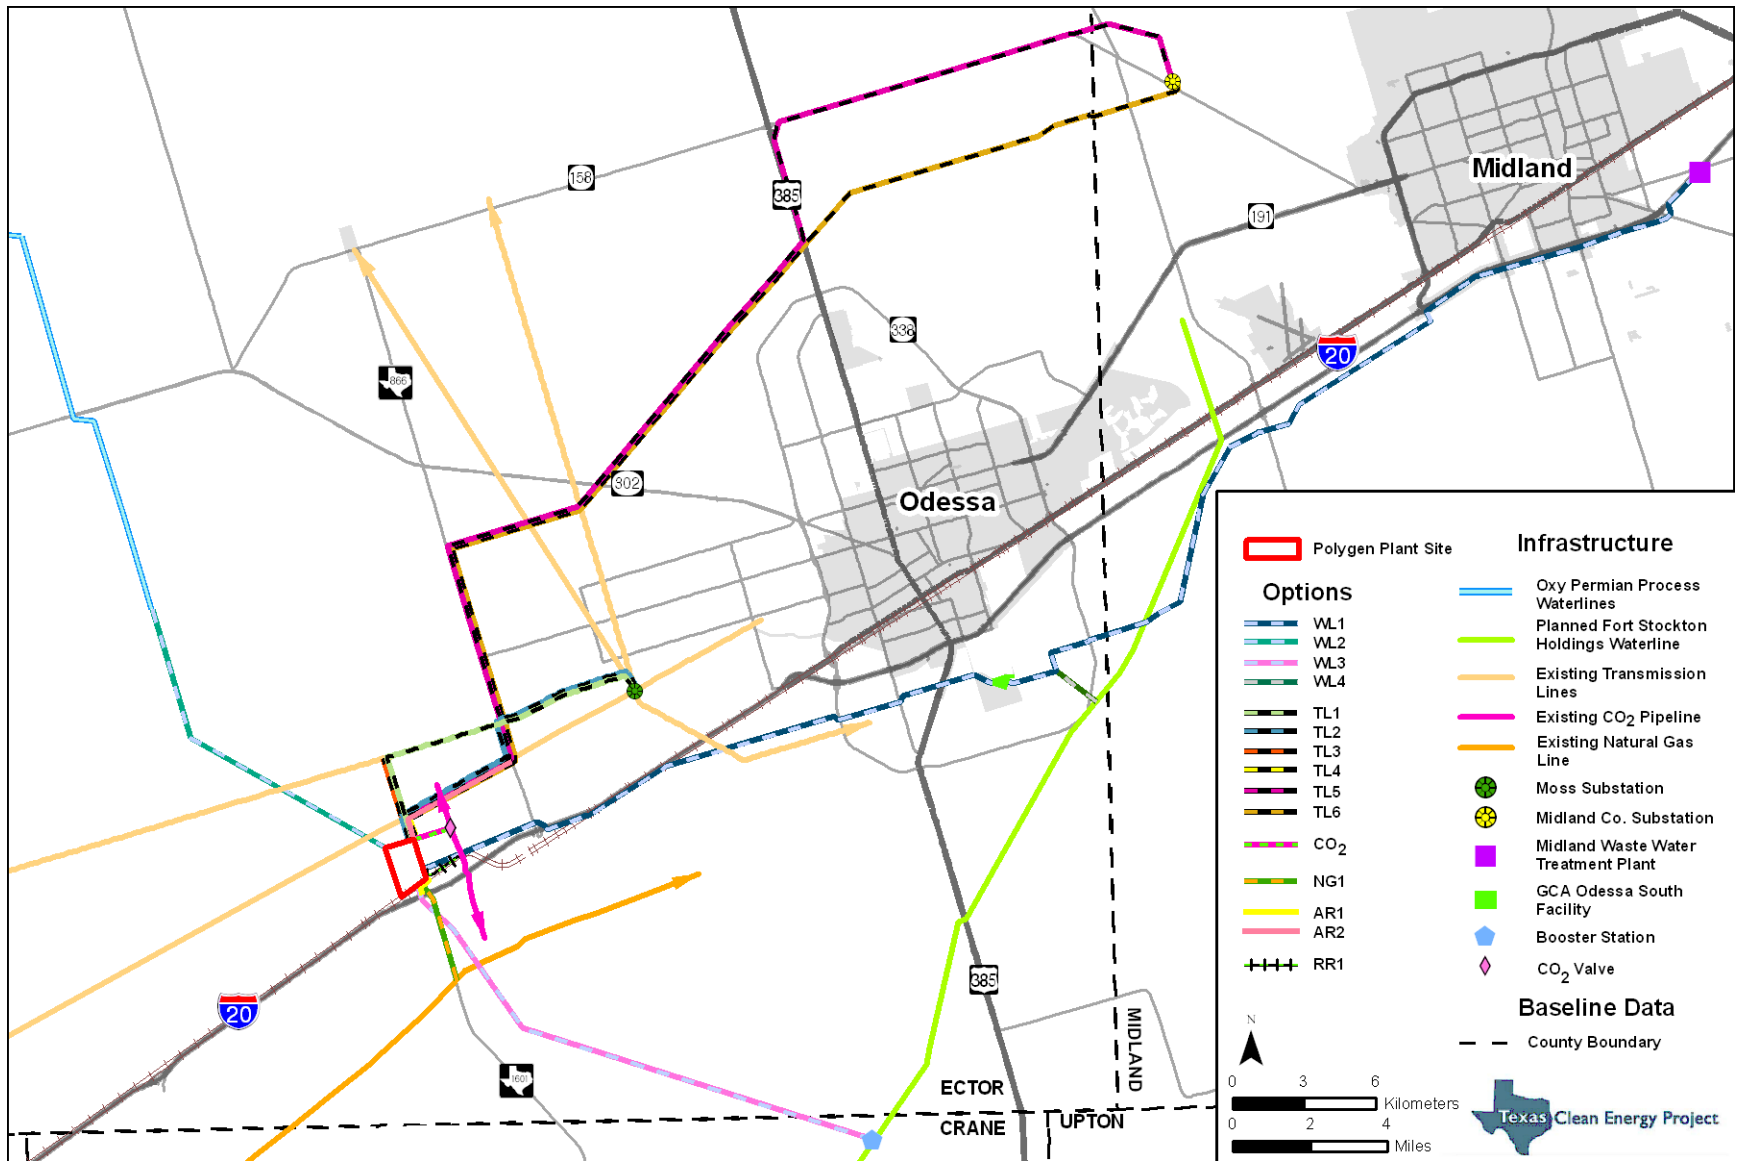 158
385
191
Midland
866
338
20
302
Odessa
20
385
1601
MIDLAND
ECTOR
CRANE
UPTON
Polygen Plant Site
Options
WL1
WL2
WL3
WL4
TL1
TL2
TL3
TL4
TL5
TL6
CO2
NG1
AR1
AR2
RR1
Infrastructure
Oxy Permian Process
Waterlines
Planned Fort Stockton
Holdings Waterline
Existing Transmission
Lines
Existing CO2 Pipeline
Existing Natural Gas
Line
Moss Substation
Midland Co. Substation
Midland Waste Water
Treatment Plant
GCA Odessa South
Facility
Booster Station
CO2 Valve
Baseline Data
County Boundary
N
0 3 6
Kilometers
0 2 4
Miles
Texas Clean Energy Project